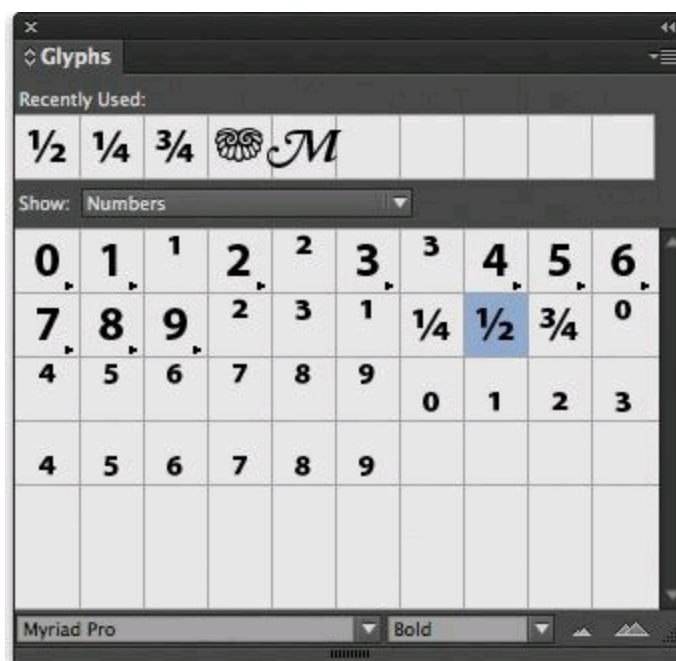 Glyphs
Recently Used:
½ ¼ ¾ M
Show: Numbers
0 1 ¹ 2 ² 3 ³ 4 5 6
7 8 9 ² ³ ¹ ¼ ½ ¾ ⁰
⁴ ⁵ ⁶ ⁷ ⁸ ⁹ ₀ ₁ ₂ ₃
₄ ₅ ₆ ₇ ₈ ₉
Myriad Pro Bold